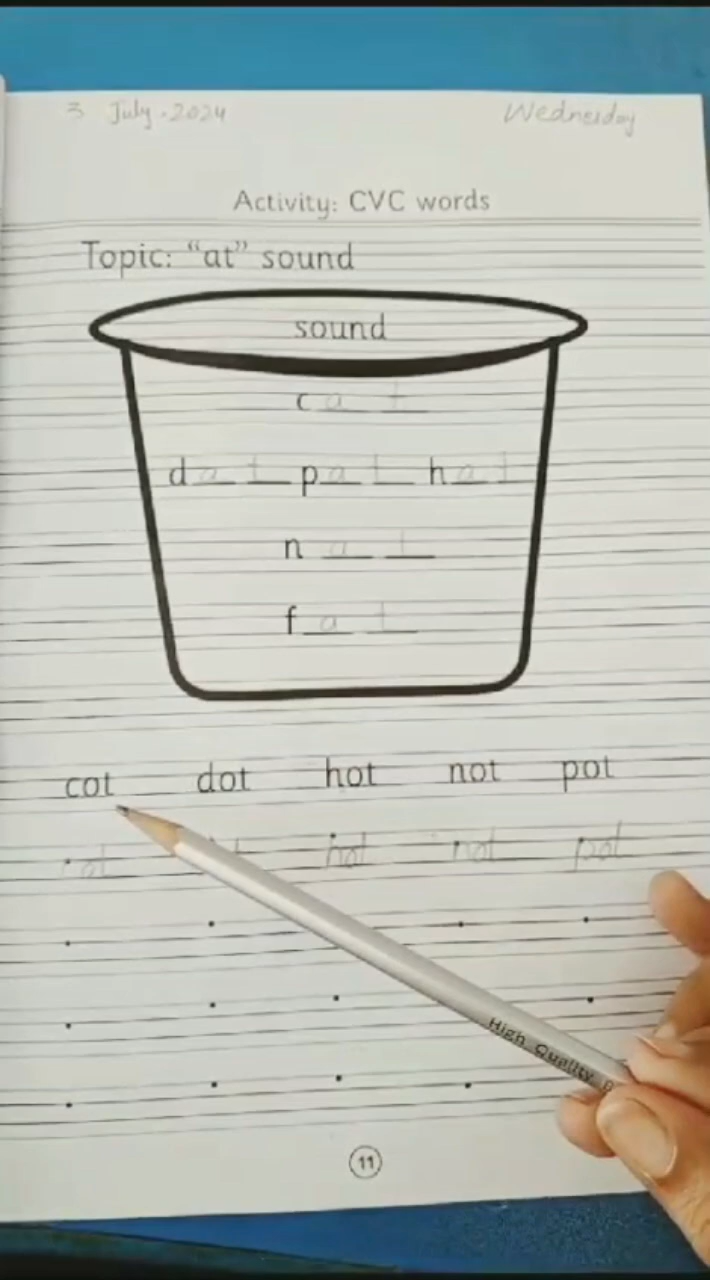 3 July . 2024 Wednesday
Activity: CVC words
Topic: “at” sound
sound
c a t
d a t p a t h a t
n a t
f a t
cot dot hot not pot
hot not pot
High Quality
11